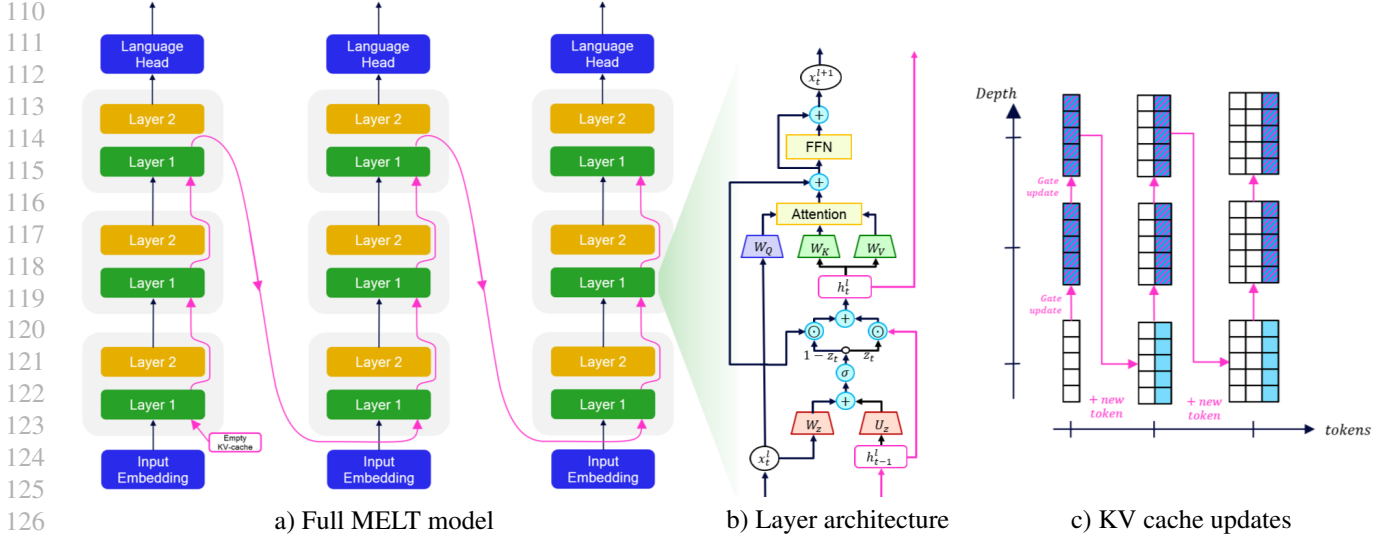 110
111
112
113
114
115
116
117
118
119
120
121
122
123
124
125
126
Language Head
Layer 2
Layer 1
Layer 2
Layer 1
Layer 2
Layer 1
Empty KV-cache
Input Embedding
Language Head
Layer 2
Layer 1
Layer 2
Layer 1
Layer 2
Layer 1
Input Embedding
Language Head
Layer 2
Layer 1
Layer 2
Layer 1
Layer 2
Layer 1
Input Embedding
a) Full MELT model
x_t^{l+1}
+
FFN
+
Attention
W_Q
W_K
W_V
h_t^l
+
⊙
⊙
1 − z_t
z_t
σ
+
W_z
U_z
x_t^l
h_{t-1}^l
b) Layer architecture
Depth
Gate update
Gate update
+ new token
+ new token
tokens
c) KV cache updates